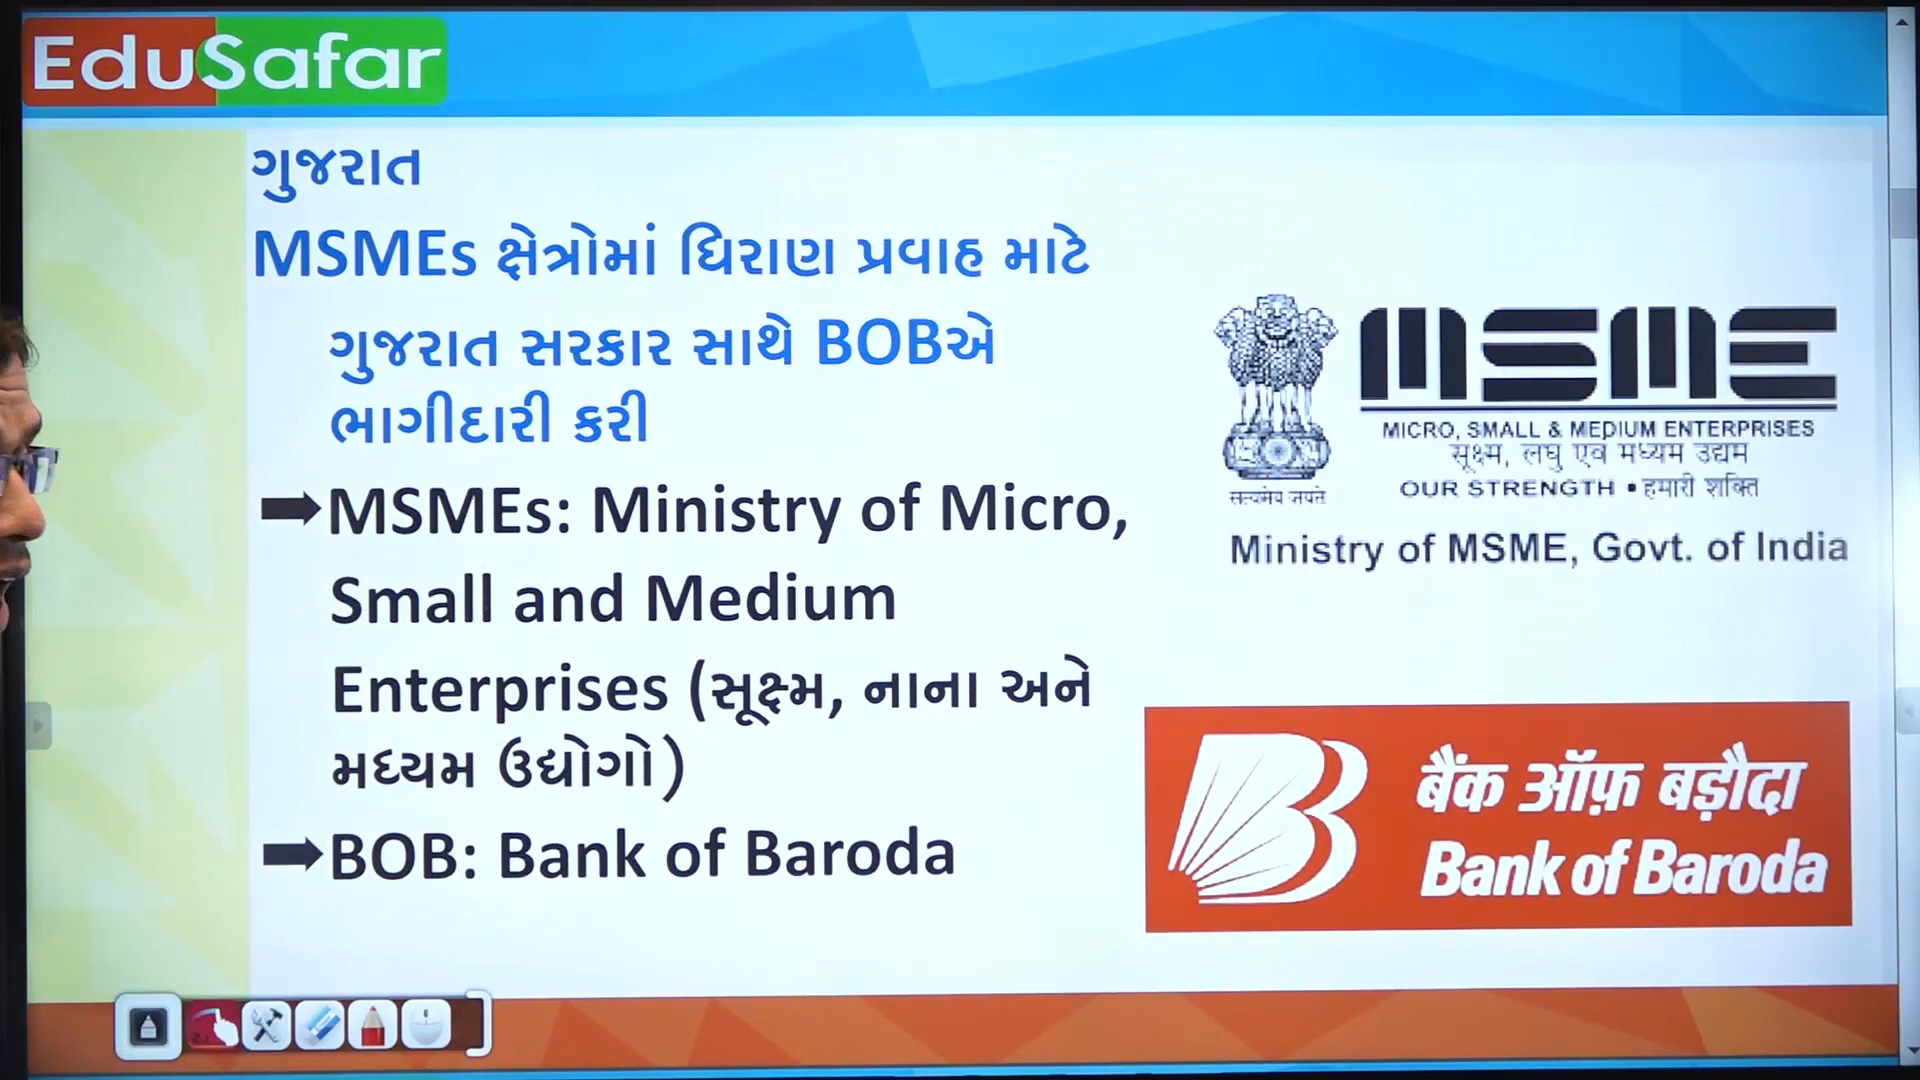 EduSafar
ગુજરાત
MSMEs ક્ષેત્રોમાં ધિરાણ પ્રવાહ માટે
ગુજરાત સરકાર સાથે BOBએ
ભાગીદારી કરી
➡MSMEs: Ministry of Micro,
Small and Medium
Enterprises (સૂક્ષ્મ, નાના અને
મધ્યમ ઉદ્યોગો)
➡BOB: Bank of Baroda
सत्यमेव जयते
MSME
MICRO, SMALL & MEDIUM ENTERPRISES
सूक्ष्म, लघु एवं मध्यम उद्यम
OUR STRENGTH • हमारी शक्ति
Ministry of MSME, Govt. of India
बैंक ऑफ़ बड़ौदा
Bank of Baroda